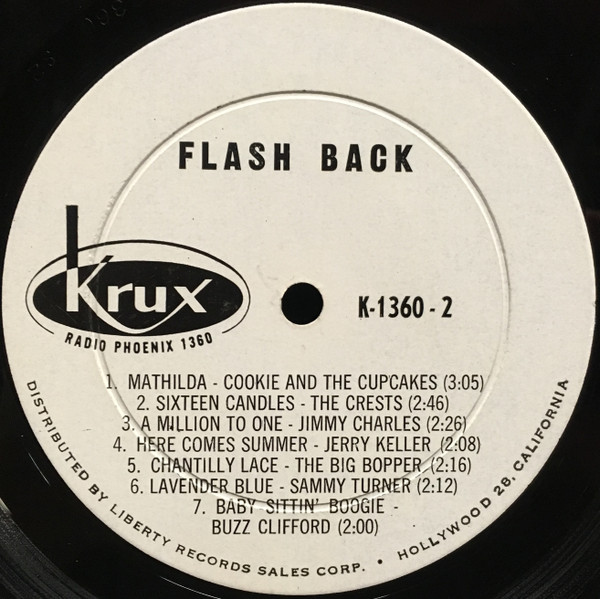 FLASH BACK
krux
RADIO PHOENIX 1360
K-1360-2
1. MATHILDA - COOKIE AND THE CUPCAKES (3:05)
2. SIXTEEN CANDLES - THE CRESTS (2:46)
3. A MILLION TO ONE - JIMMY CHARLES (2:26)
4. HERE COMES SUMMER - JERRY KELLER (2:08)
5. CHANTILLY LACE - THE BIG BOPPER (2:16)
6. LAVENDER BLUE - SAMMY TURNER (2:12)
7. BABY SITTIN' BOOGIE -
BUZZ CLIFFORD (2:00)
DISTRIBUTED BY LIBERTY RECORDS SALES CORP. • HOLLYWOOD 28, CALIFORNIA